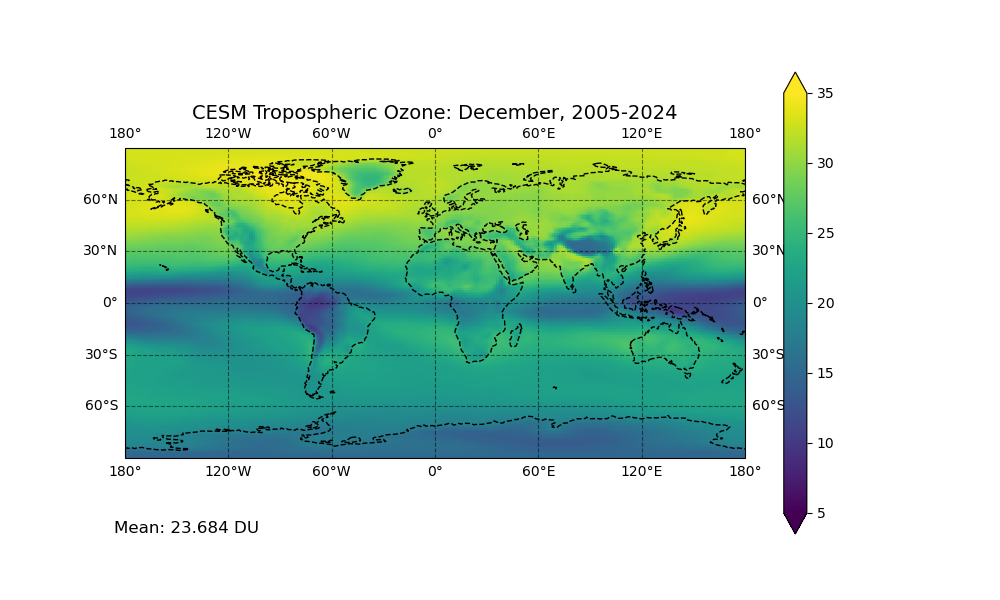 CESM Tropospheric Ozone: December, 2005-2024
180° 120°W 60°W 0° 60°E 120°E 180°
60°N 60°N
30°N 30°N
0° 0°
30°S 30°S
60°S 60°S
180° 120°W 60°W 0° 60°E 120°E 180°
35
30
25
20
15
10
5
Mean: 23.684 DU